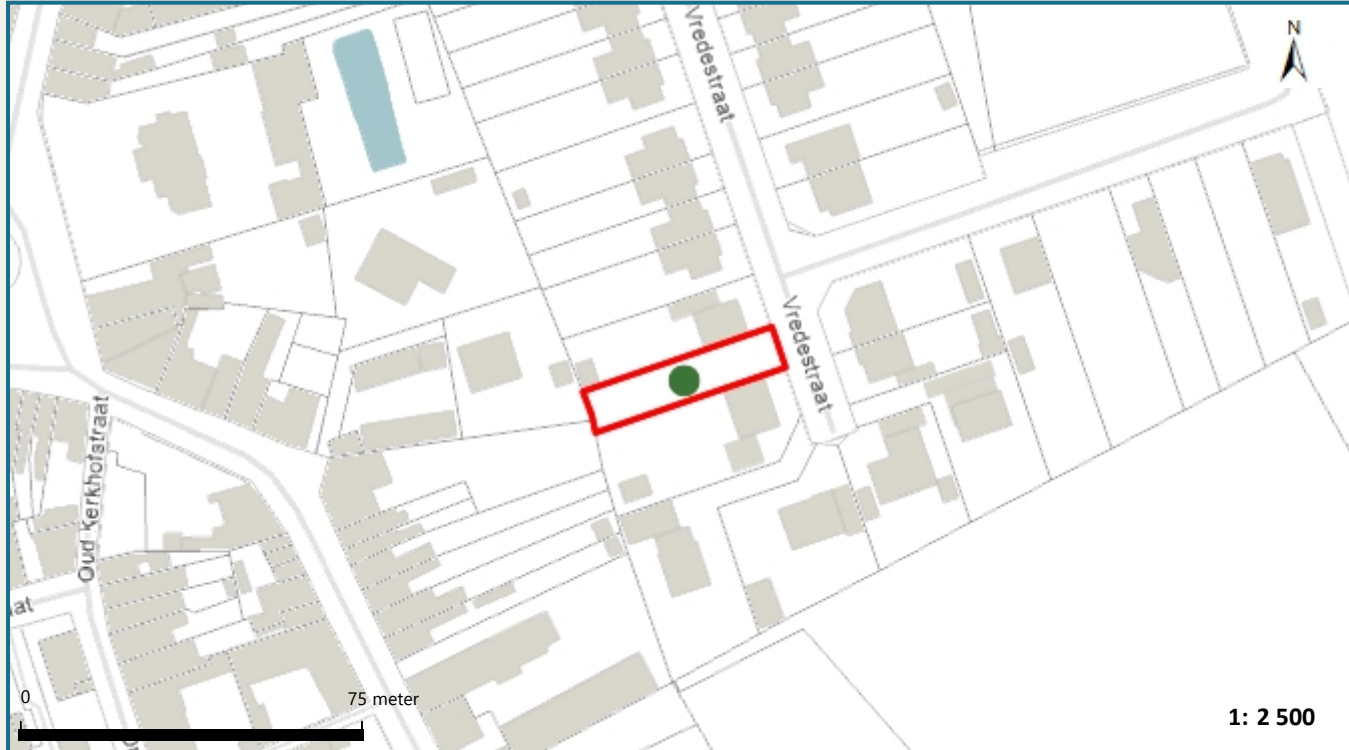 N
Vredestraat
Vredestraat
Oud Kerkhofstraat
aat
0
75 meter
1: 2 500